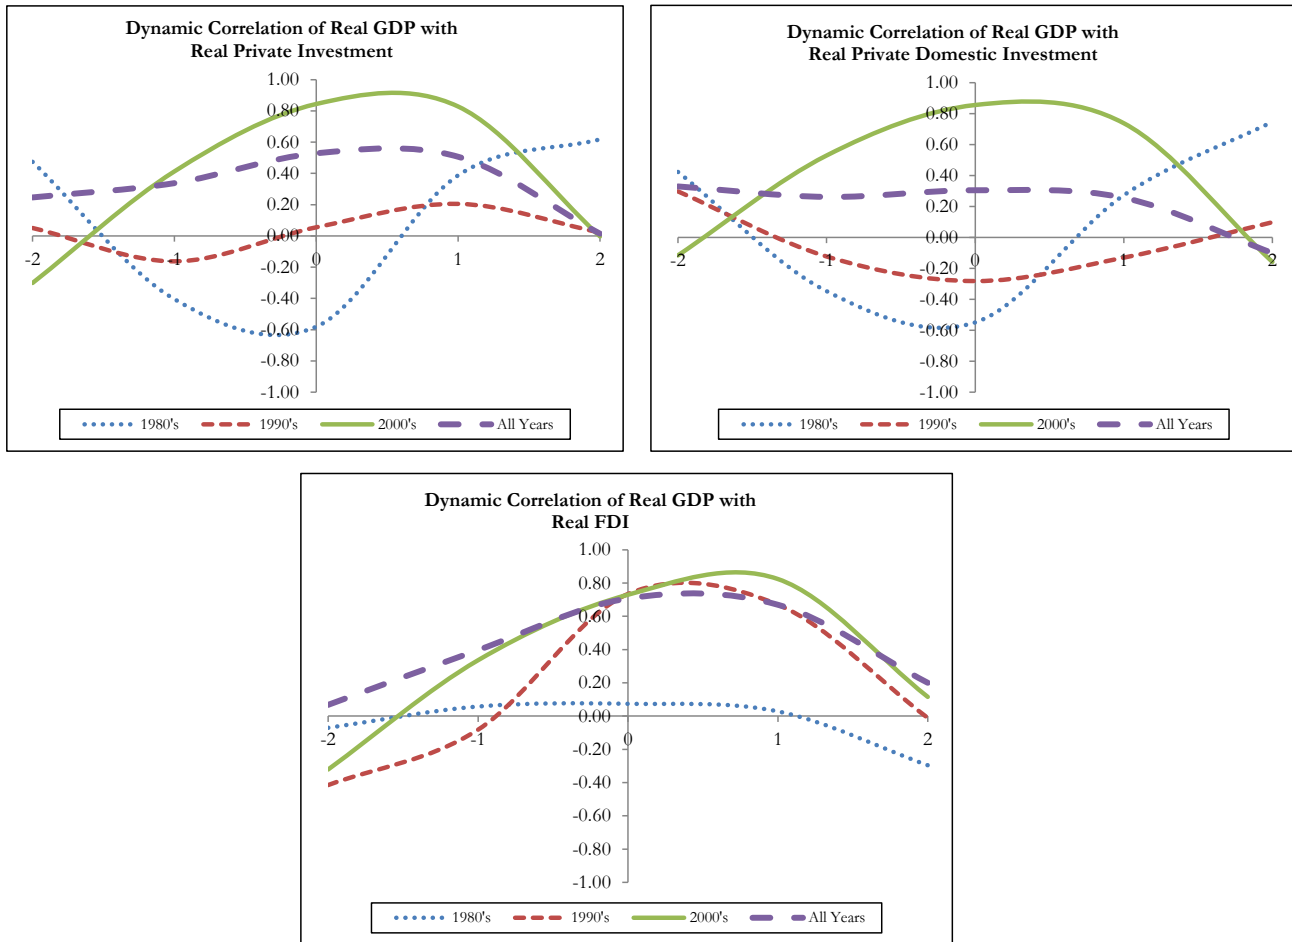 Dynamic Correlation of Real GDP with
Real Private Investment
1.00
0.80
0.60
0.40
0.20
0.00
-0.20
-0.40
-0.60
-0.80
-1.00
-2 -1 0 1 2
1980's 1990's 2000's All Years
Dynamic Correlation of Real GDP with
Real Private Domestic Investment
1.00
0.80
0.60
0.40
0.20
0.00
-0.20
-0.40
-0.60
-0.80
-1.00
-2 -1 0 1 2
1980's 1990's 2000's All Years
Dynamic Correlation of Real GDP with
Real FDI
1.00
0.80
0.60
0.40
0.20
0.00
-0.20
-0.40
-0.60
-0.80
-1.00
-2 -1 0 1 2
1980's 1990's 2000's All Years